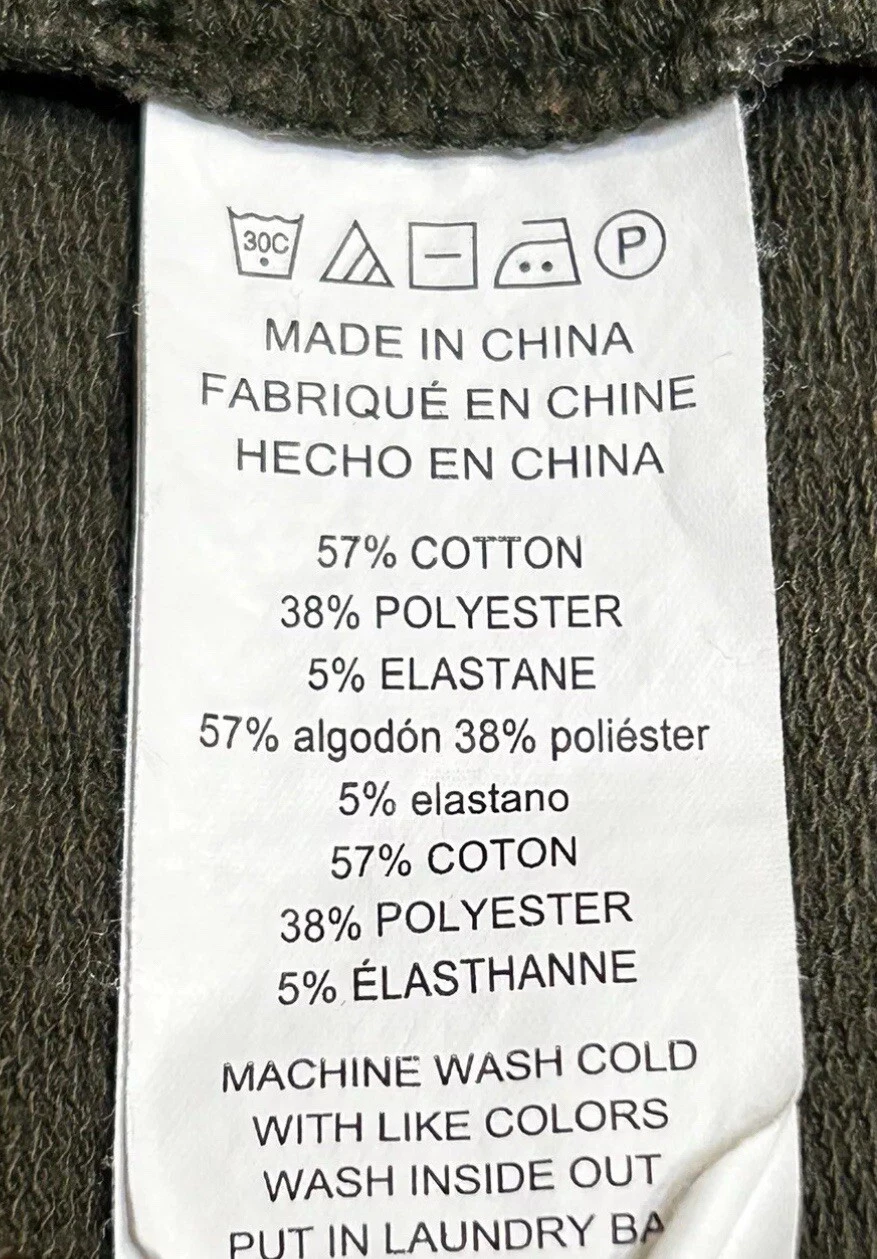 30C
P
MADE IN CHINA
FABRIQUÉ EN CHINE
HECHO EN CHINA
57% COTTON
38% POLYESTER
5% ELASTANE
57% algodón 38% poliéster
5% elastano
57% COTON
38% POLYESTER
5% ÉLASTHANNE
MACHINE WASH COLD
WITH LIKE COLORS
WASH INSIDE OUT
PUT IN LAUNDRY BA